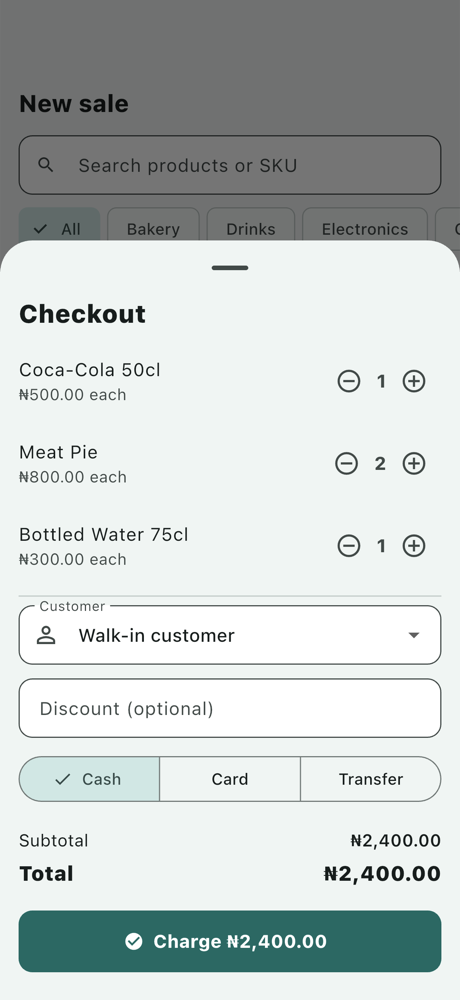 New sale
Search products or SKU
All Bakery Drinks Electronics
Checkout
Coca-Cola 50cl
₦500.00 each
1
Meat Pie
₦800.00 each
2
Bottled Water 75cl
₦300.00 each
1
Customer
Walk-in customer
Discount (optional)
Cash Card Transfer
Subtotal ₦2,400.00
Total ₦2,400.00
Charge ₦2,400.00